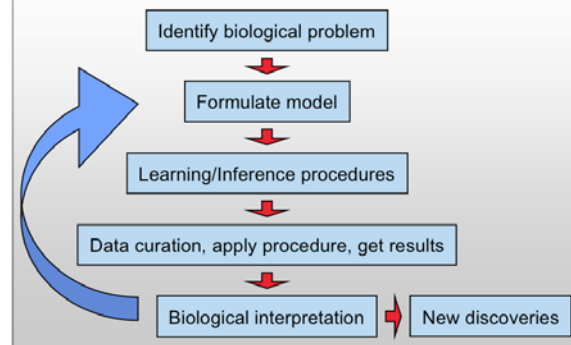 Identify biological problem
Formulate model
Learning/Inference procedures
Data curation, apply procedure, get results
Biological interpretation
New discoveries